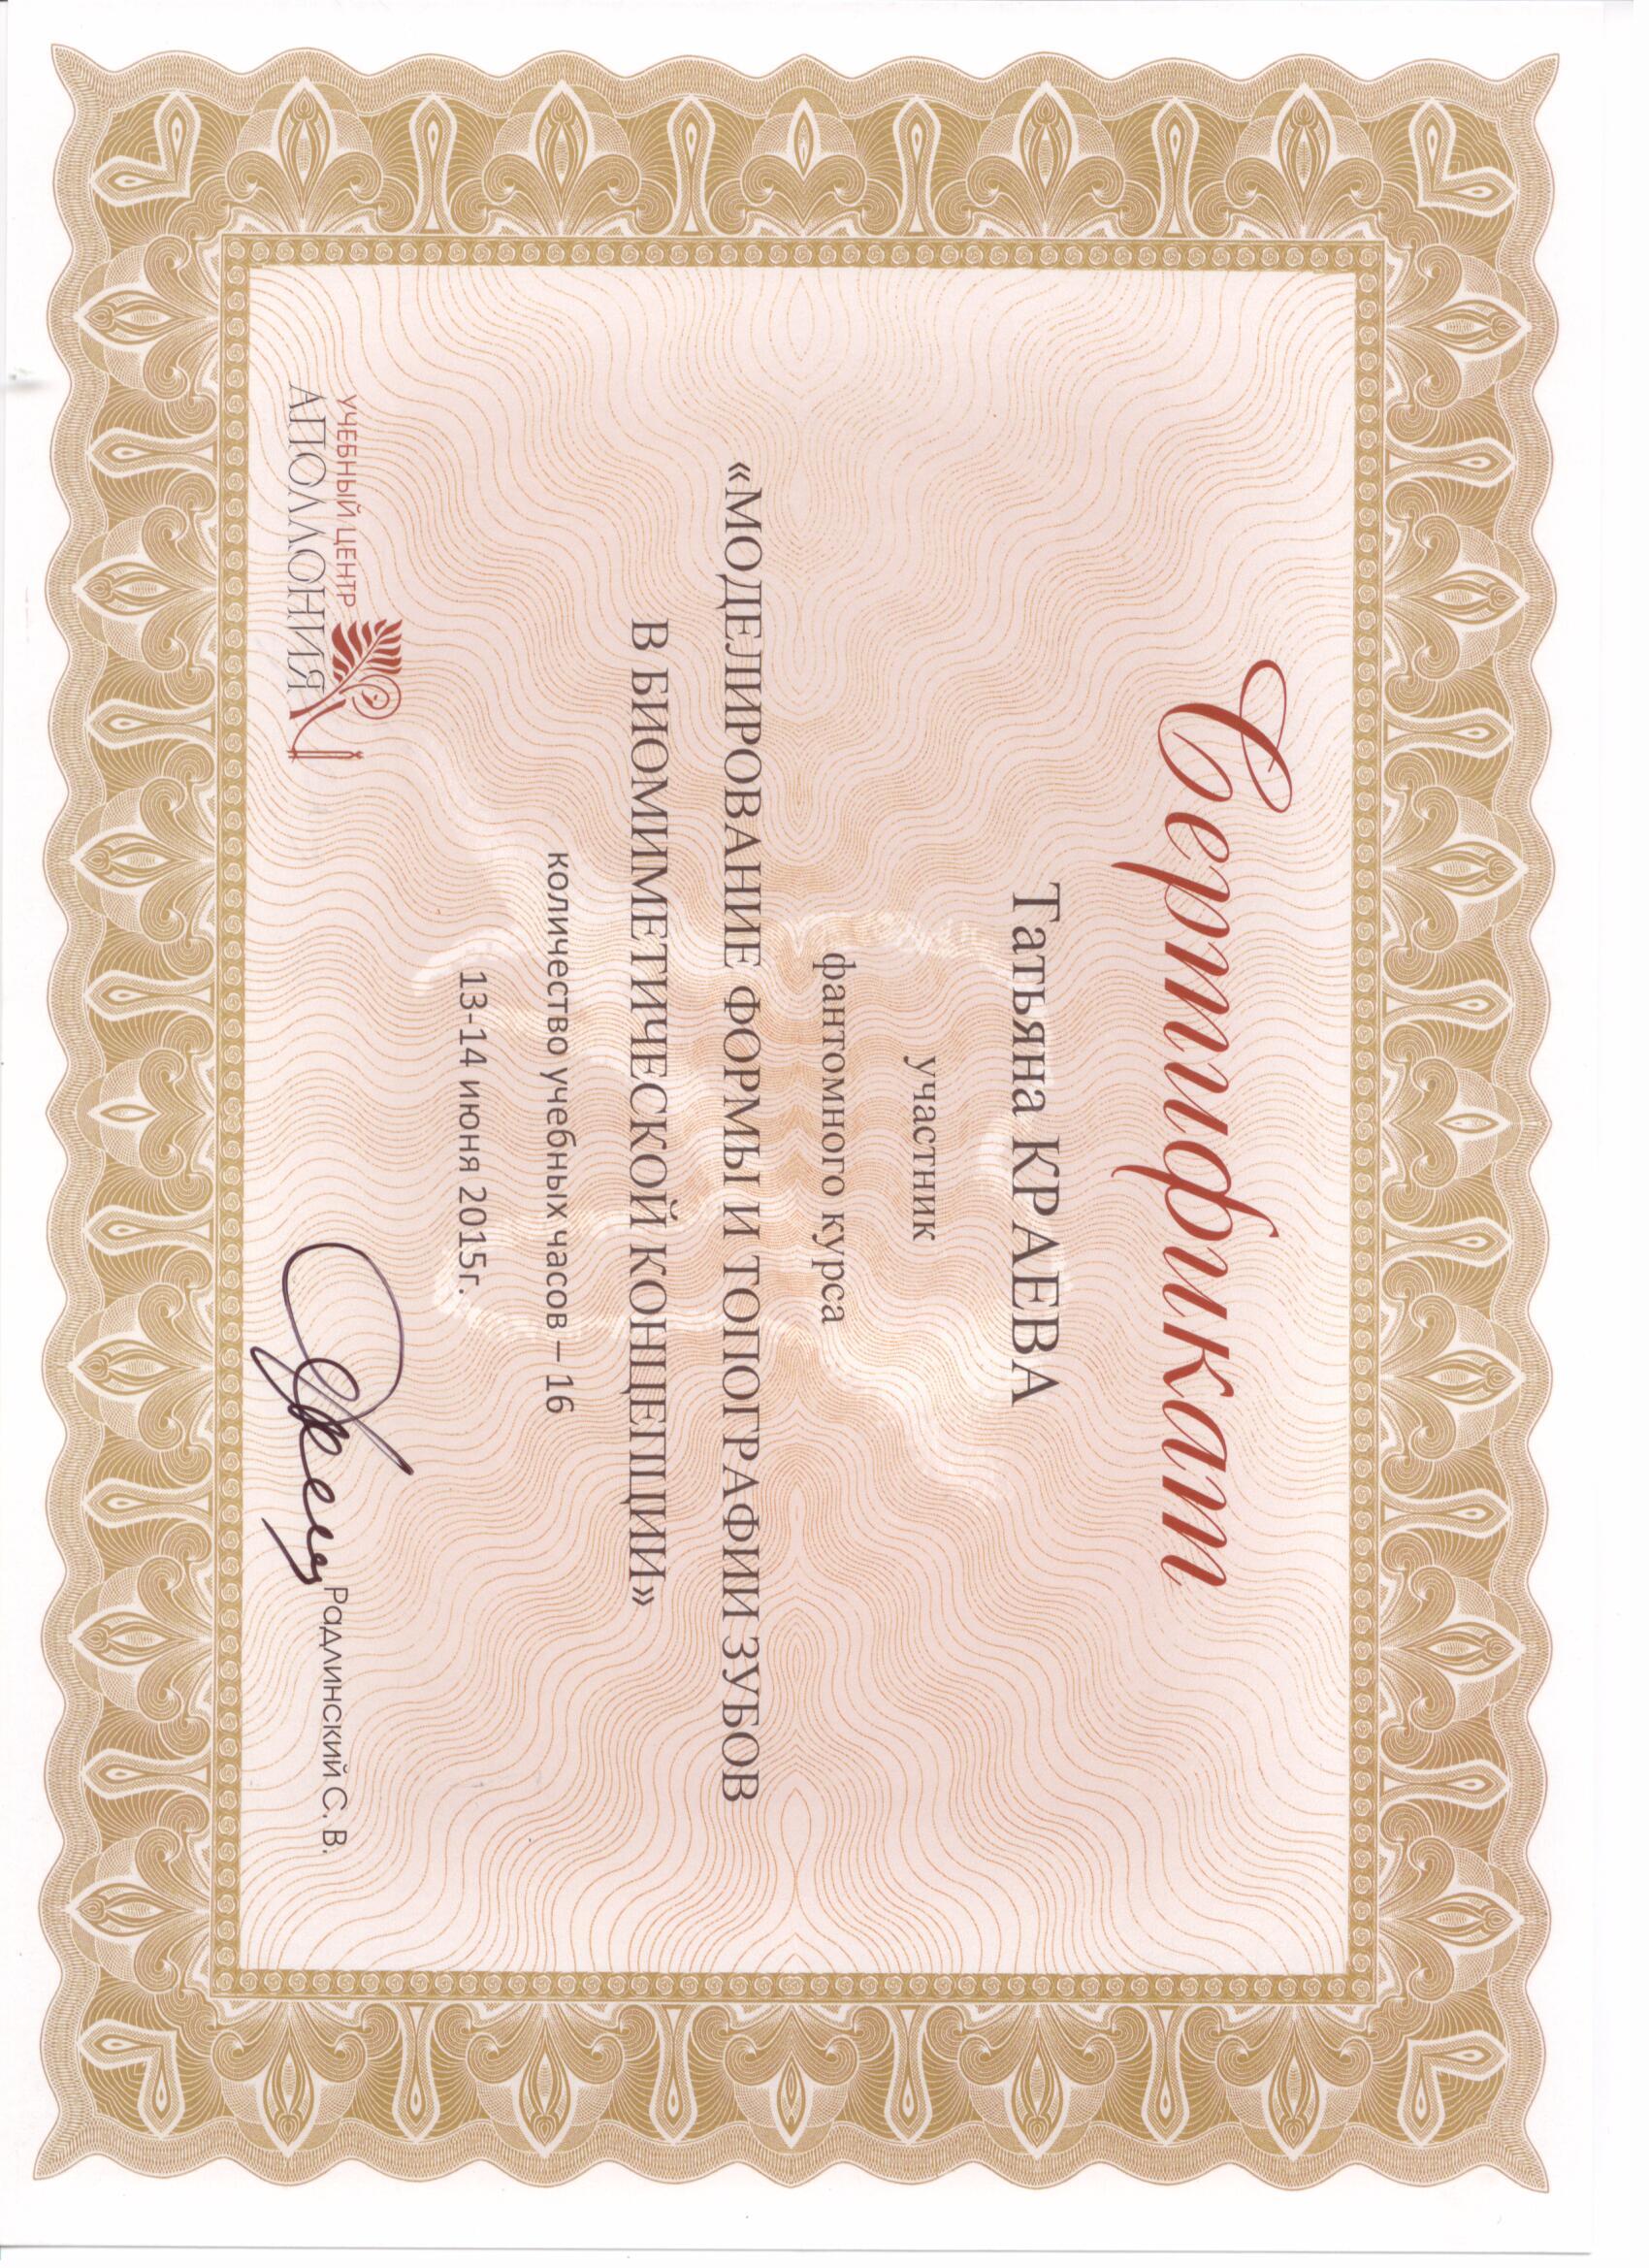 Сертификат
Татьяна КРАЕВА
участник
фантомного курса
«МОДЕЛИРОВАНИЕ ФОРМЫ И ТОПОГРАФИИ ЗУБОВ
В БИОМИМЕТИЧЕСКОЙ КОНЦЕПЦИИ»
количество учебных часов – 16
13-14 июня 2015г.
УЧЕБНЫЙ ЦЕНТР
АПОЛЛОНИЯ
Радлинский С. В.